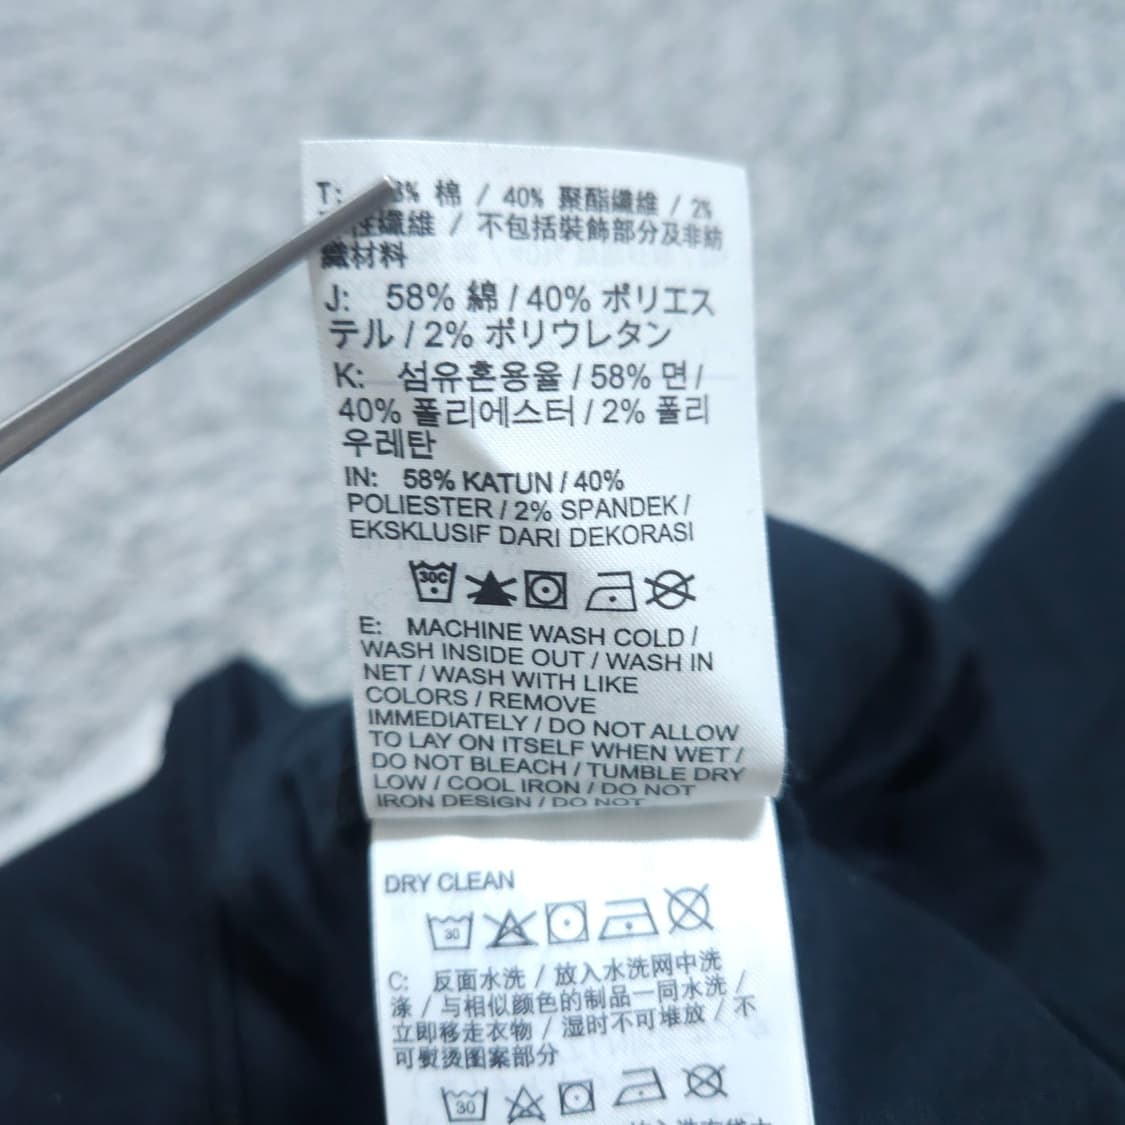 T: 8% 棉 / 40% 聚酯纖維 / 2%
性纖維 / 不包括裝飾部分及非紡
織材料
J: 58% 綿 / 40% ポリエス
テル / 2% ポリウレタン
K: 섬유혼용율 / 58% 면 /
40% 폴리에스터 / 2% 폴리
우레탄
IN: 58% KATUN / 40%
POLIESTER / 2% SPANDEK /
EKSKLUSIF DARI DEKORASI
30C
E: MACHINE WASH COLD /
WASH INSIDE OUT / WASH IN
NET / WASH WITH LIKE
COLORS / REMOVE
IMMEDIATELY / DO NOT ALLOW
TO LAY ON ITSELF WHEN WET /
DO NOT BLEACH / TUMBLE DRY
LOW / COOL IRON / DO NOT
IRON DESIGN / DO NOT
DRY CLEAN
30
C: 反面水洗 / 放入水洗网中洗
涤 / 与相似颜色的制品一同水洗 /
立即移走衣物 / 湿时不可堆放 / 不
可熨烫图案部分
30